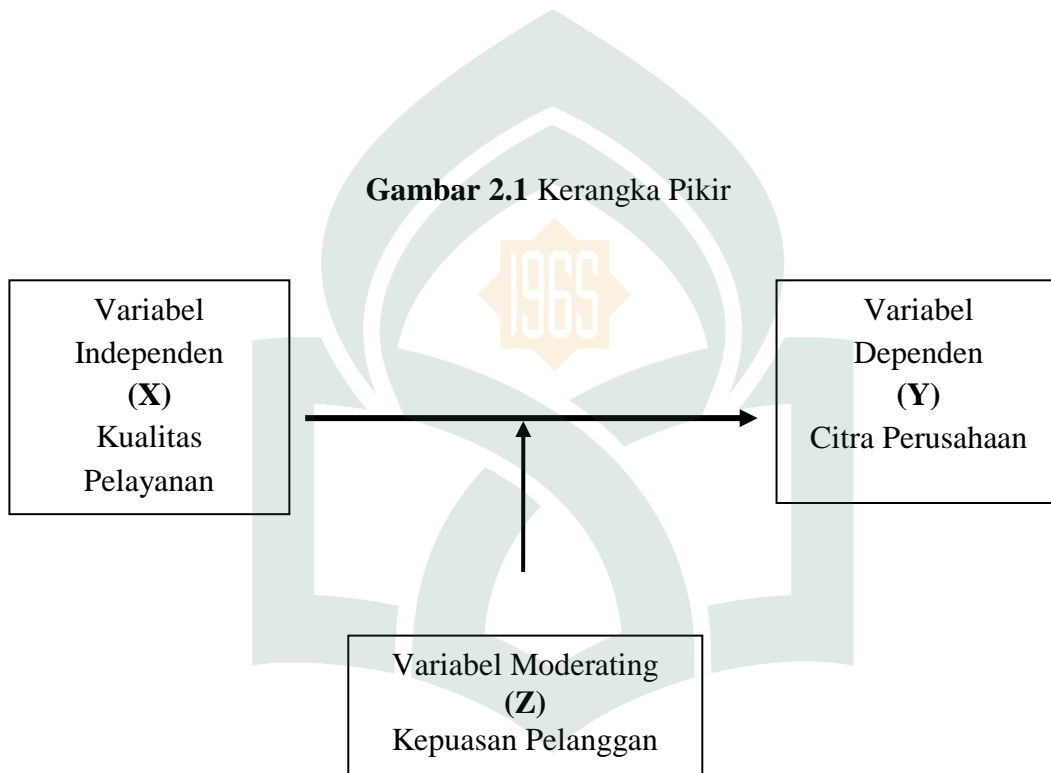 Gambar 2.1 Kerangka Pikir
1965
Variabel
Independen
(X)
Kualitas
Pelayanan
Variabel
Dependen
(Y)
Citra Perusahaan
Variabel Moderating
(Z)
Kepuasan Pelanggan